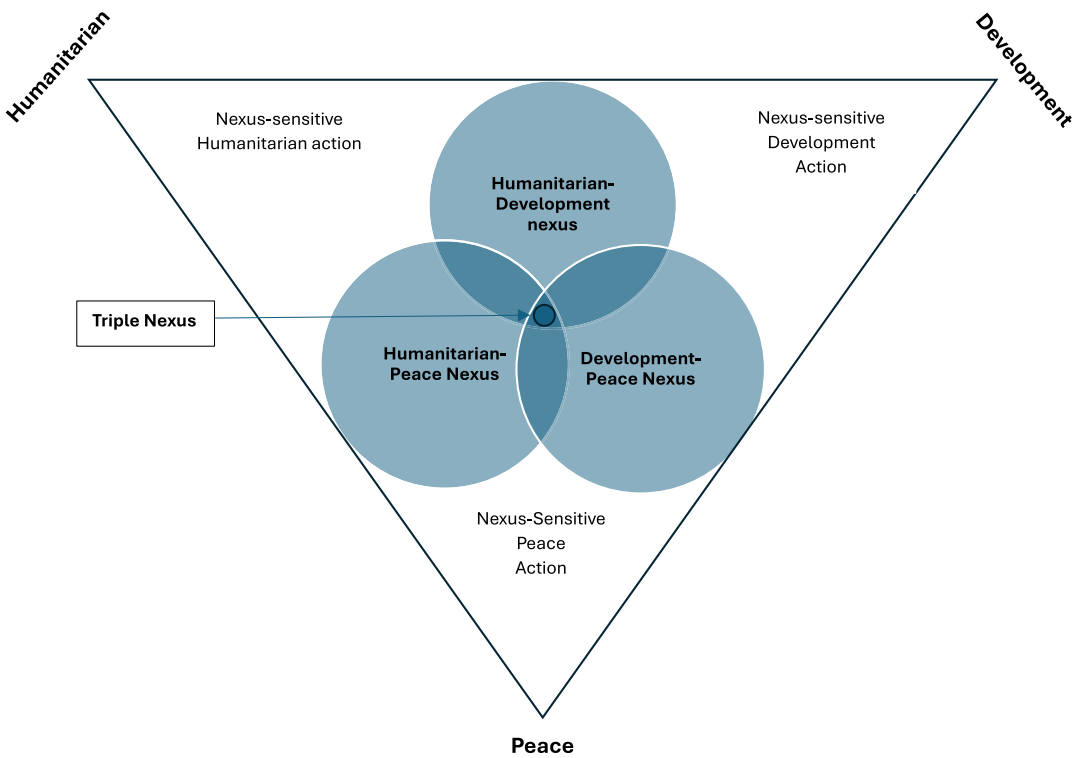 Humanitarian
Development
Nexus-sensitive
Humanitarian action
Nexus-sensitive
Development
Action
Humanitarian-
Development
nexus
Triple Nexus
Humanitarian-
Peace Nexus
Development-
Peace Nexus
Nexus-Sensitive
Peace
Action
Peace